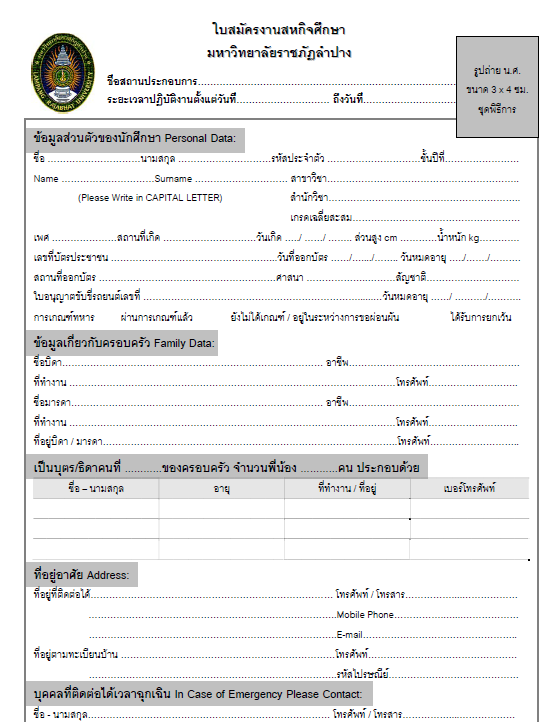 ใบสมัครงานสหกิจศึกษา
มหาวิทยาลัยราชภัฏลำปาง
LAMPANG RAJABHAT UNIVERSITY
รูปถ่าย น.ศ.
ขนาด 3 x 4 ซม.
ชุดพิธีการ
ชื่อสถานประกอบการ..........
ระยะเวลาปฏิบัติงานตั้งแต่วันที่.......... ถึงวันที่..........
ข้อมูลส่วนตัวของนักศึกษา Personal Data:
ชื่อ ..........นามสกุล ..........รหัสประจำตัว ..........ชั้นปีที่..........
Name ..........Surname ..........สาขาวิชา..........
(Please Write in CAPITAL LETTER) สำนักวิชา..........
เกรดเฉลี่ยสะสม..........
เพศ ..........สถานที่เกิด ..........วันเกิด ...../ ...../ ........ ส่วนสูง cm ..........น้ำหนัก kg..........
เลขที่บัตรประชาชน ..........วันที่ออกบัตร ....../....../........ วันหมดอายุ ...../....../..........
สถานที่ออกบัตร ..........ศาสนา ..........สัญชาติ..........
ใบอนุญาตขับขี่รถยนต์เลขที่ ..........วันหมดอายุ ....../ ........../..........
การเกณฑ์ทหาร ผ่านการเกณฑ์แล้ว ยังไม่ได้เกณฑ์ / อยู่ในระหว่างการขอผ่อนผัน ได้รับการยกเว้น
ข้อมูลเกี่ยวกับครอบครัว Family Data:
ชื่อบิดา..........อาชีพ..........
ที่ทำงาน ..........โทรศัพท์..........
ชื่อมารดา..........อาชีพ..........
ที่ทำงาน ..........โทรศัพท์..........
ที่อยู่บิดา / มารดา..........โทรศัพท์..........
เป็นบุตร/ธิดาคนที่ ..........ของครอบครัว จำนวนพี่น้อง ..........คน ประกอบด้วย
ชื่อ – นามสกุล อายุ ที่ทำงาน / ที่อยู่ เบอร์โทรศัพท์
ที่อยู่อาศัย Address:
ที่อยู่ที่ติดต่อได้.......... โทรศัพท์ / โทรสาร..........
..........Mobile Phone..........
..........E-mail..........
ที่อยู่ตามทะเบียนบ้าน ..........โทรศัพท์..........
..........รหัสไปรษณีย์..........
บุคคลที่ติดต่อได้เวลาฉุกเฉิน In Case of Emergency Please Contact:
ชื่อ - นามสกุล.......... โทรศัพท์ / โทรสาร..........